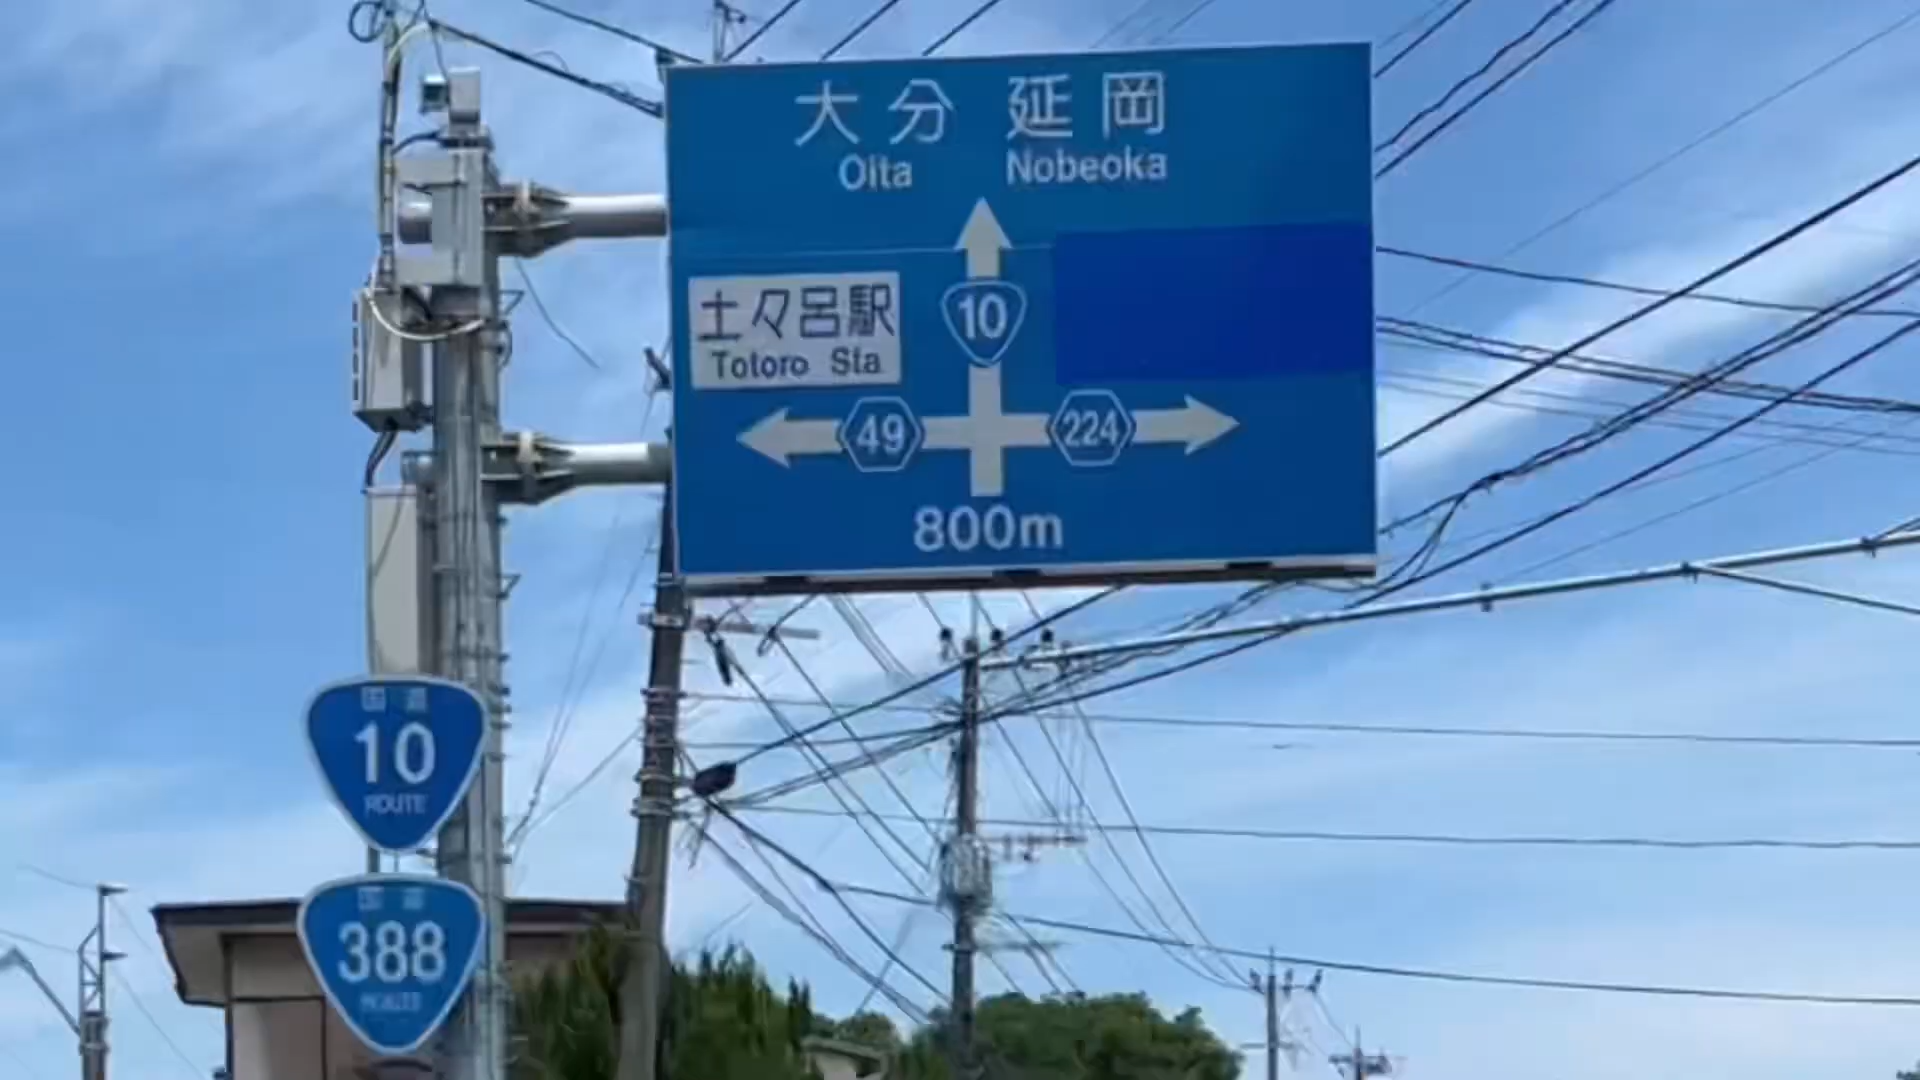 大分 延岡
Oita Nobeoka
土々呂駅
Totoro Sta.
10
49
224
800m
国道
10
ROUTE
国道
388
ROUTE